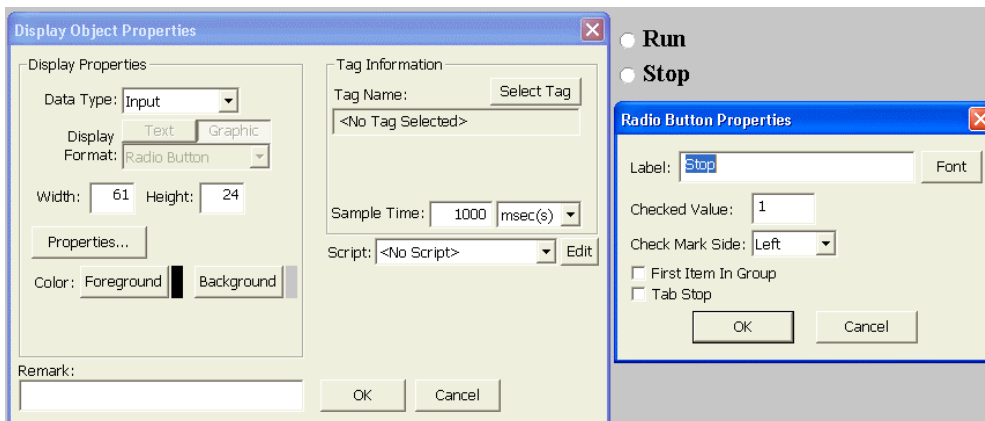 Display Object Properties
Display Properties
Data Type: Input
Display Format: Text Graphic
Radio Button
Width: 61 Height: 24
Properties...
Color: Foreground Background
Remark:
Tag Information
Tag Name: Select Tag
<No Tag Selected>
Sample Time: 1000 msec(s)
Script: <No Script> Edit
OK Cancel
Run
Stop
Radio Button Properties
Label: Stop Font
Checked Value: 1
Check Mark Side: Left
First Item In Group
Tab Stop
OK Cancel